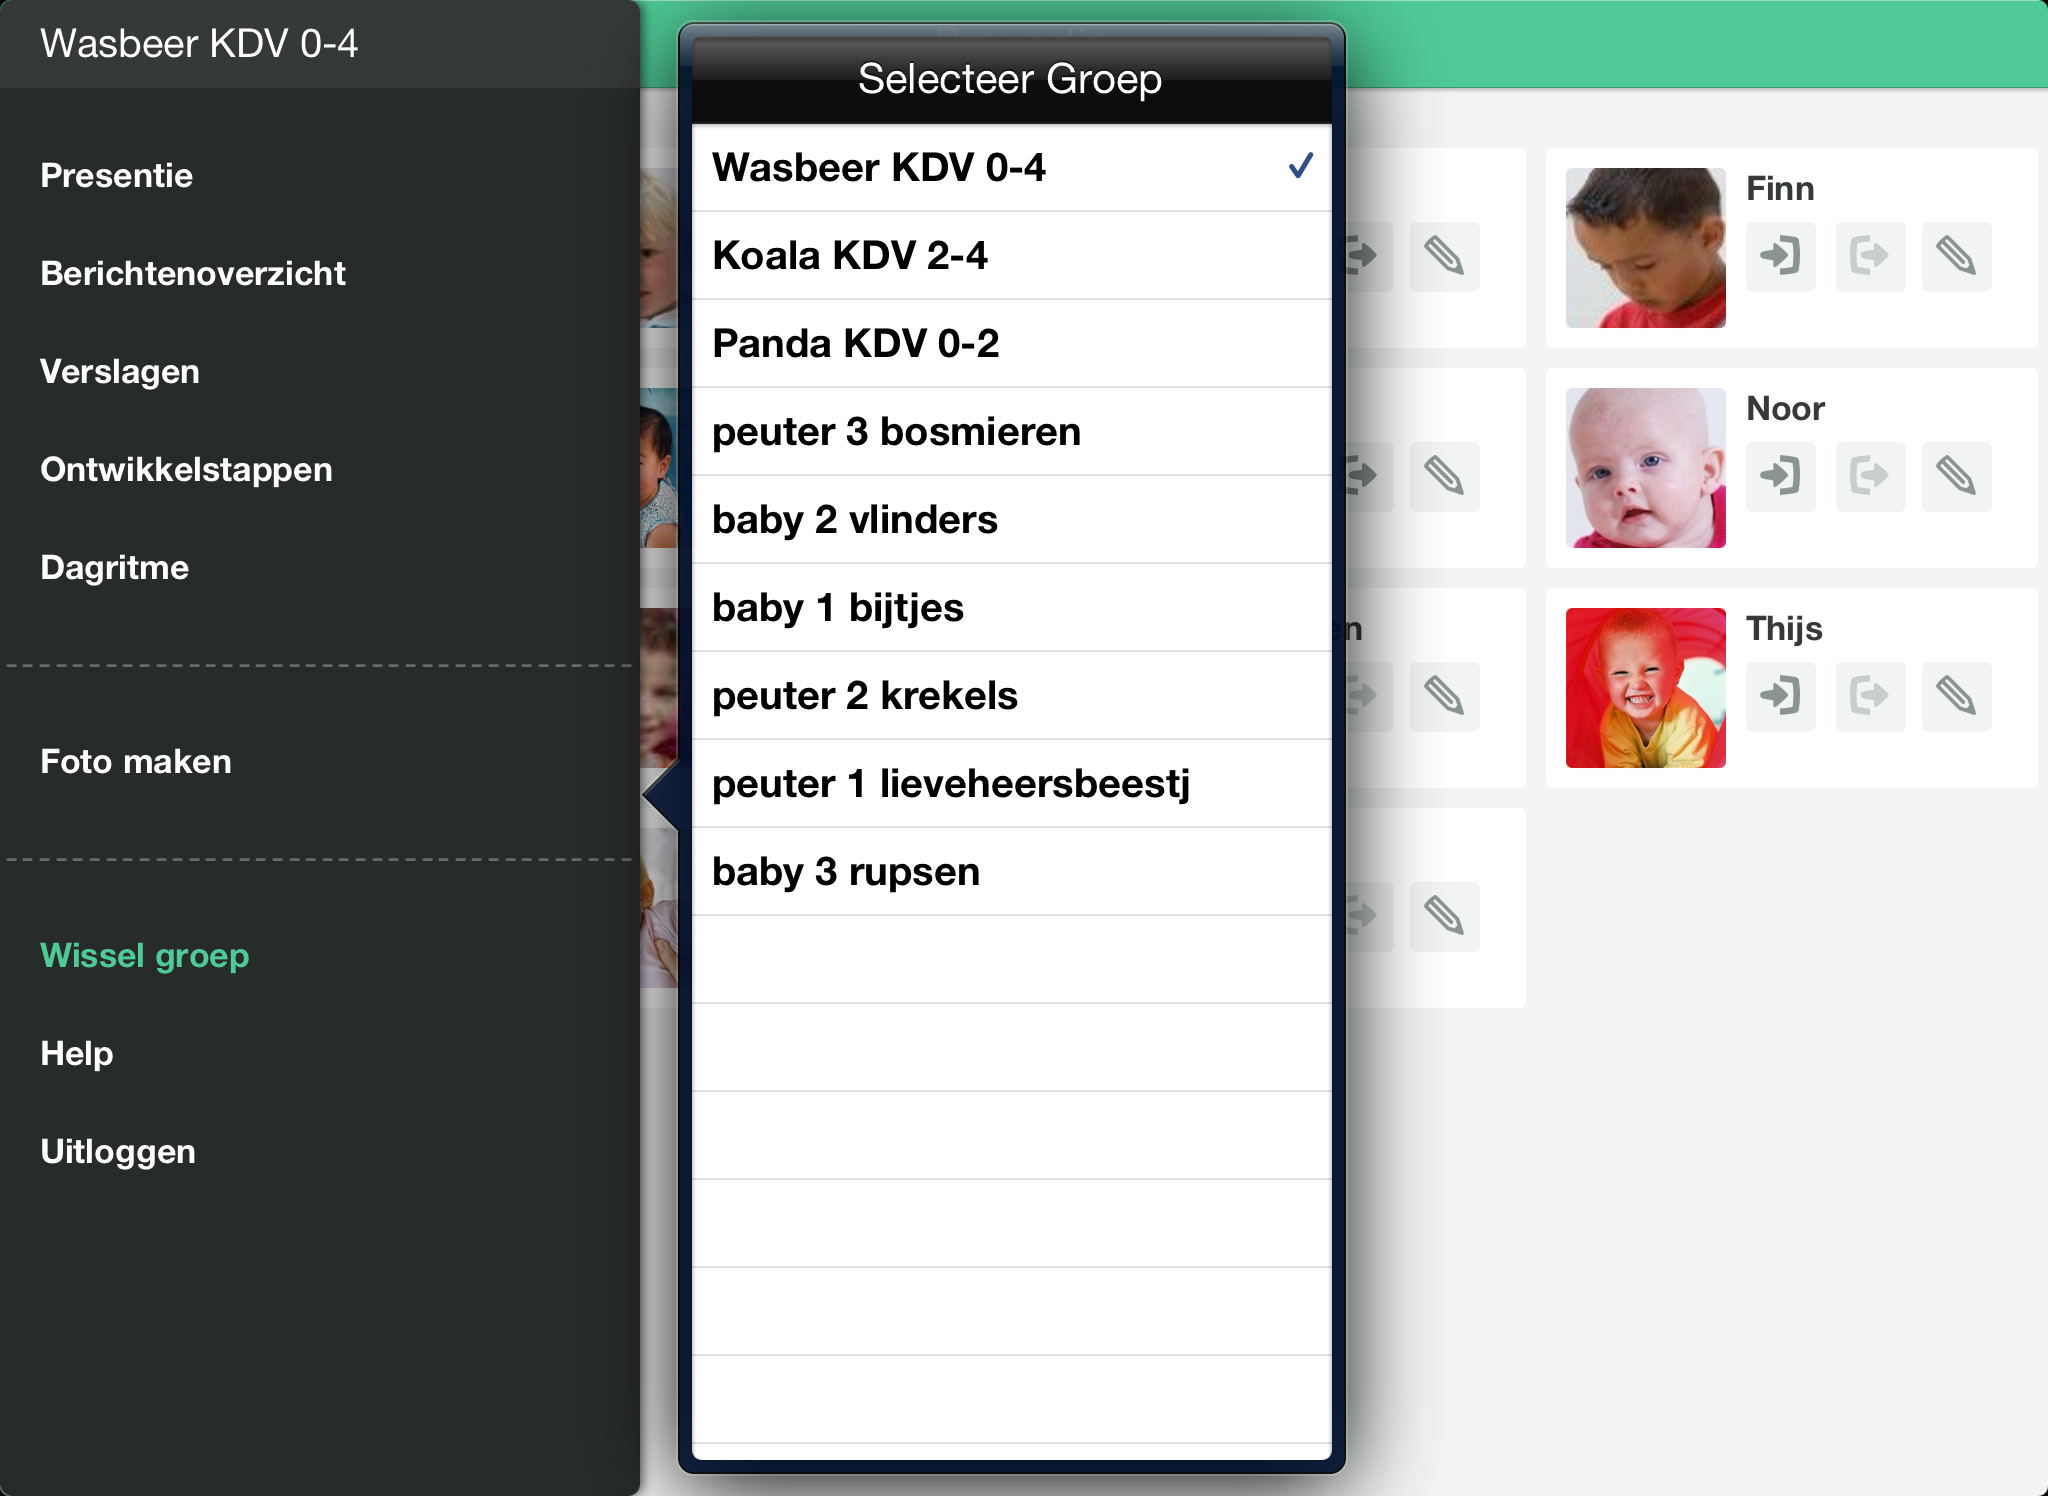 Wasbeer KDV 0-4
Presentie
Berichtenoverzicht
Verslagen
Ontwikkelstappen
Dagritme
Foto maken
Wissel groep
Help
Uitloggen
Selecteer Groep
Wasbeer KDV 0-4
Koala KDV 2-4
Panda KDV 0-2
peuter 3 bosmieren
baby 2 vlinders
baby 1 bijtjes
peuter 2 krekels
peuter 1 lieveheersbeestj
baby 3 rupsen
Finn
Noor
Thijs